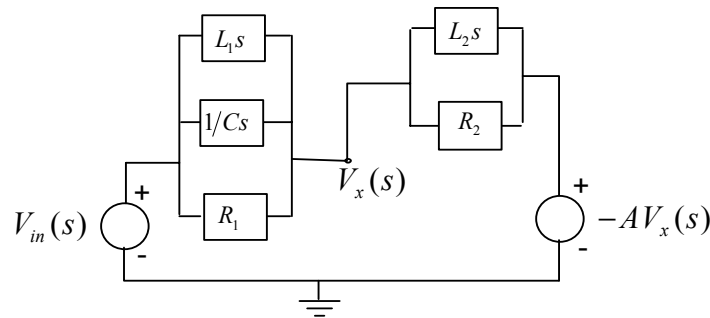 L₁s
L₂s
1/Cs
R₂
R₁
Vₓ(s)
+
-
Vᵢₙ(s)
+
-
−AVₓ(s)